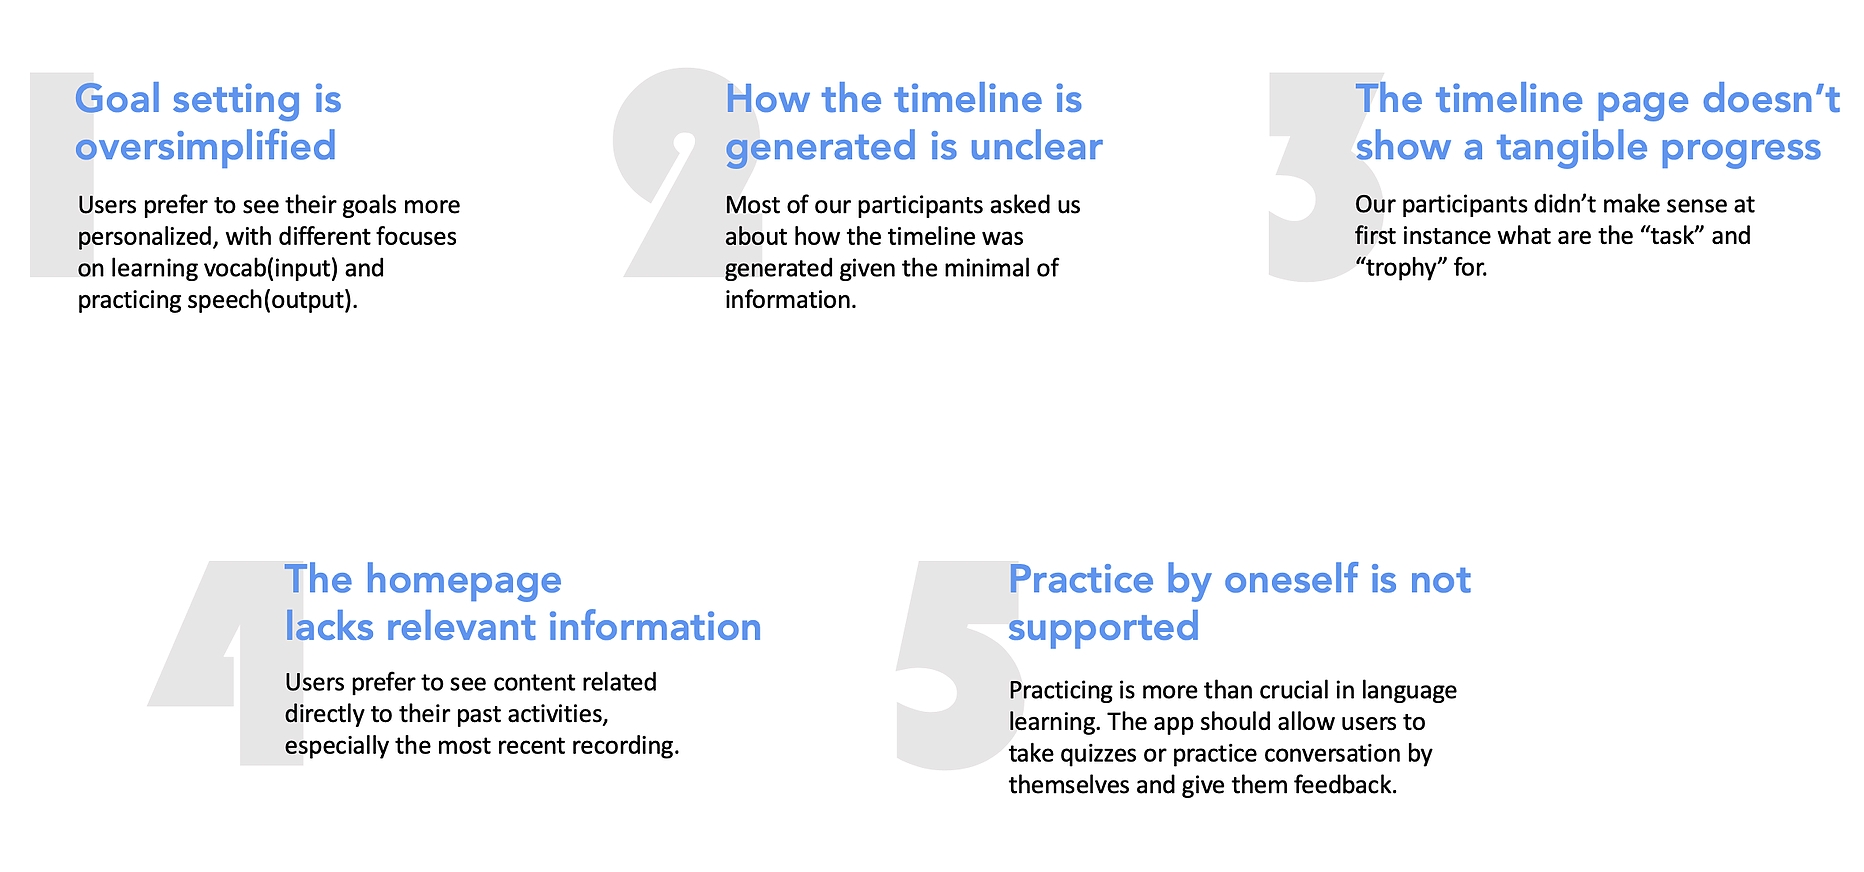 1
Goal setting is
oversimplified
Users prefer to see their goals more
personalized, with different focuses
on learning vocab(input) and
practicing speech(output).
2
How the timeline is
generated is unclear
Most of our participants asked us
about how the timeline was
generated given the minimal of
information.
3
The timeline page doesn’t
show a tangible progress
Our participants didn’t make sense at
first instance what are the “task” and
“trophy” for.
4
The homepage
lacks relevant information
Users prefer to see content related
directly to their past activities,
especially the most recent recording.
5
Practice by oneself is not
supported
Practicing is more than crucial in language
learning. The app should allow users to
take quizzes or practice conversation by
themselves and give them feedback.